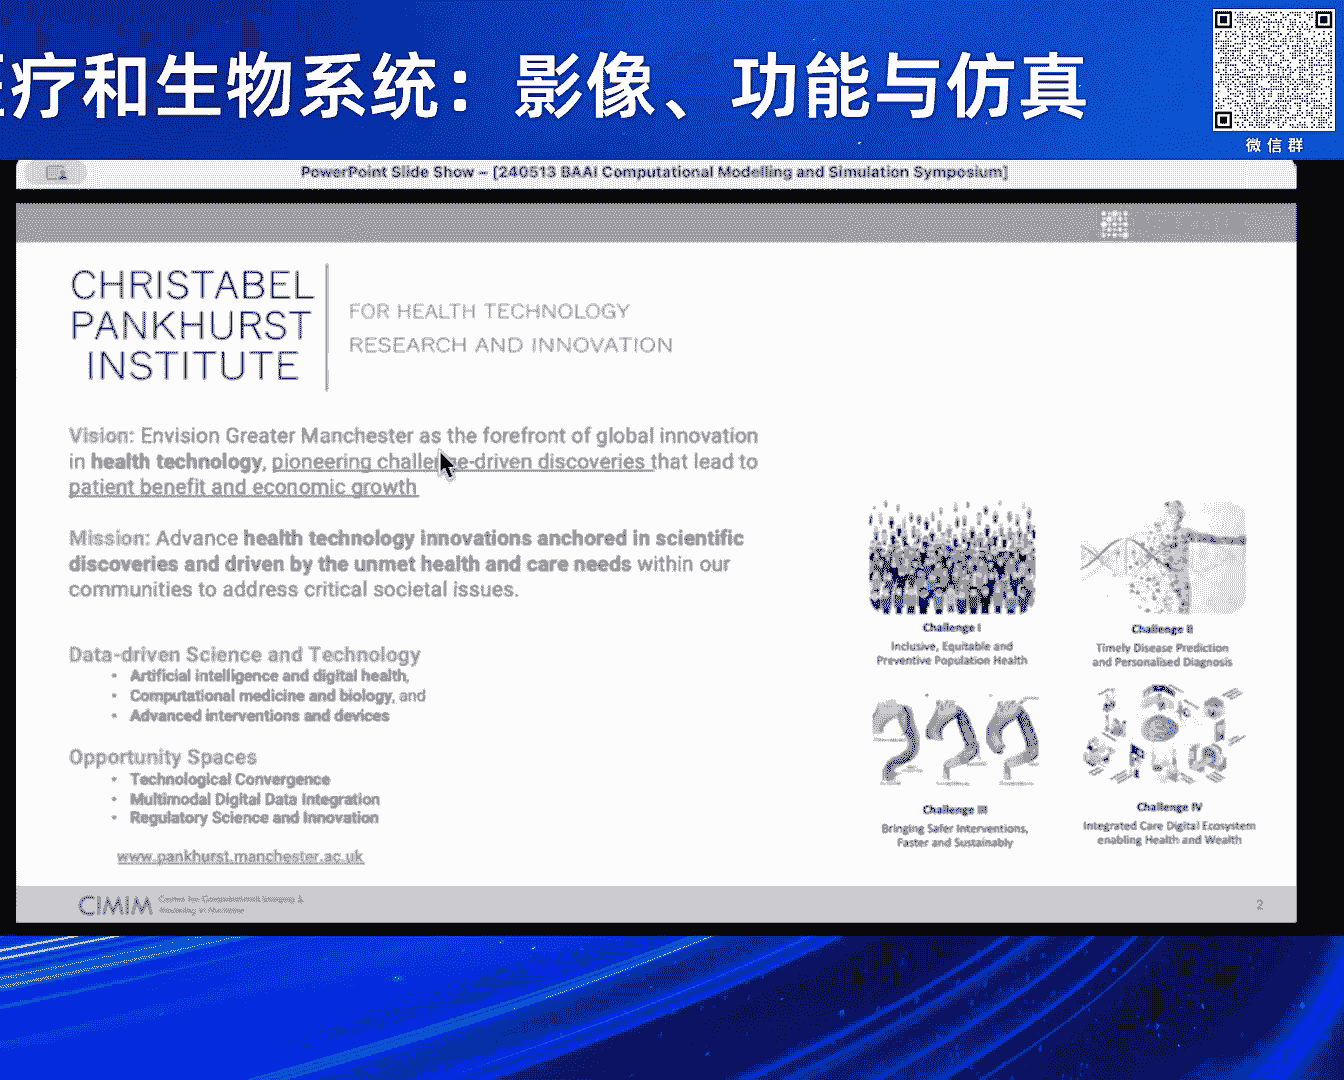 疗和生物系统：影像、功能与仿真
微信群
PowerPoint Slide Show – [240513 BAAI Computational Modelling and Simulation Symposium]
CHRISTABEL
PANKHURST
INSTITUTE
FOR HEALTH TECHNOLOGY
RESEARCH AND INNOVATION
Vision: Envision Greater Manchester as the forefront of global innovation
in health technology, pioneering challenge-driven discoveries that lead to
patient benefit and economic growth
Mission: Advance health technology innovations anchored in scientific
discoveries and driven by the unmet health and care needs within our
communities to address critical societal issues.
Data-driven Science and Technology
• Artificial intelligence and digital health,
• Computational medicine and biology, and
• Advanced interventions and devices
Opportunity Spaces
• Technological Convergence
• Multimodal Digital Data Integration
• Regulatory Science and Innovation
www.pankhurst.manchester.ac.uk
Challenge I
Inclusive, Equitable and
Preventive Population Health
Challenge II
Timely Disease Prediction
and Personalised Diagnosis
Challenge III
Bringing Safer Interventions,
Faster and Sustainably
Challenge IV
Integrated Care Digital Ecosystem
enabling Health and Wealth
CIMIM
Centre for Computational Imaging &
Modelling in Medicine
2